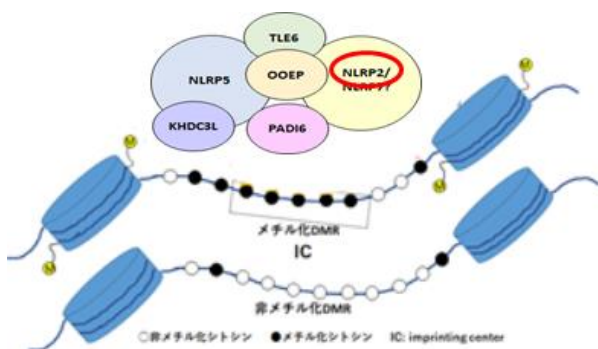 TLE6
NLRP5
OOEP
NLRP2/
NLRP7?
KHDC3L
PADI6
M
M
M
M
メチル化DMR
IC
非メチル化DMR
○非メチル化シトシン ●メチル化シトシン IC: imprinting center